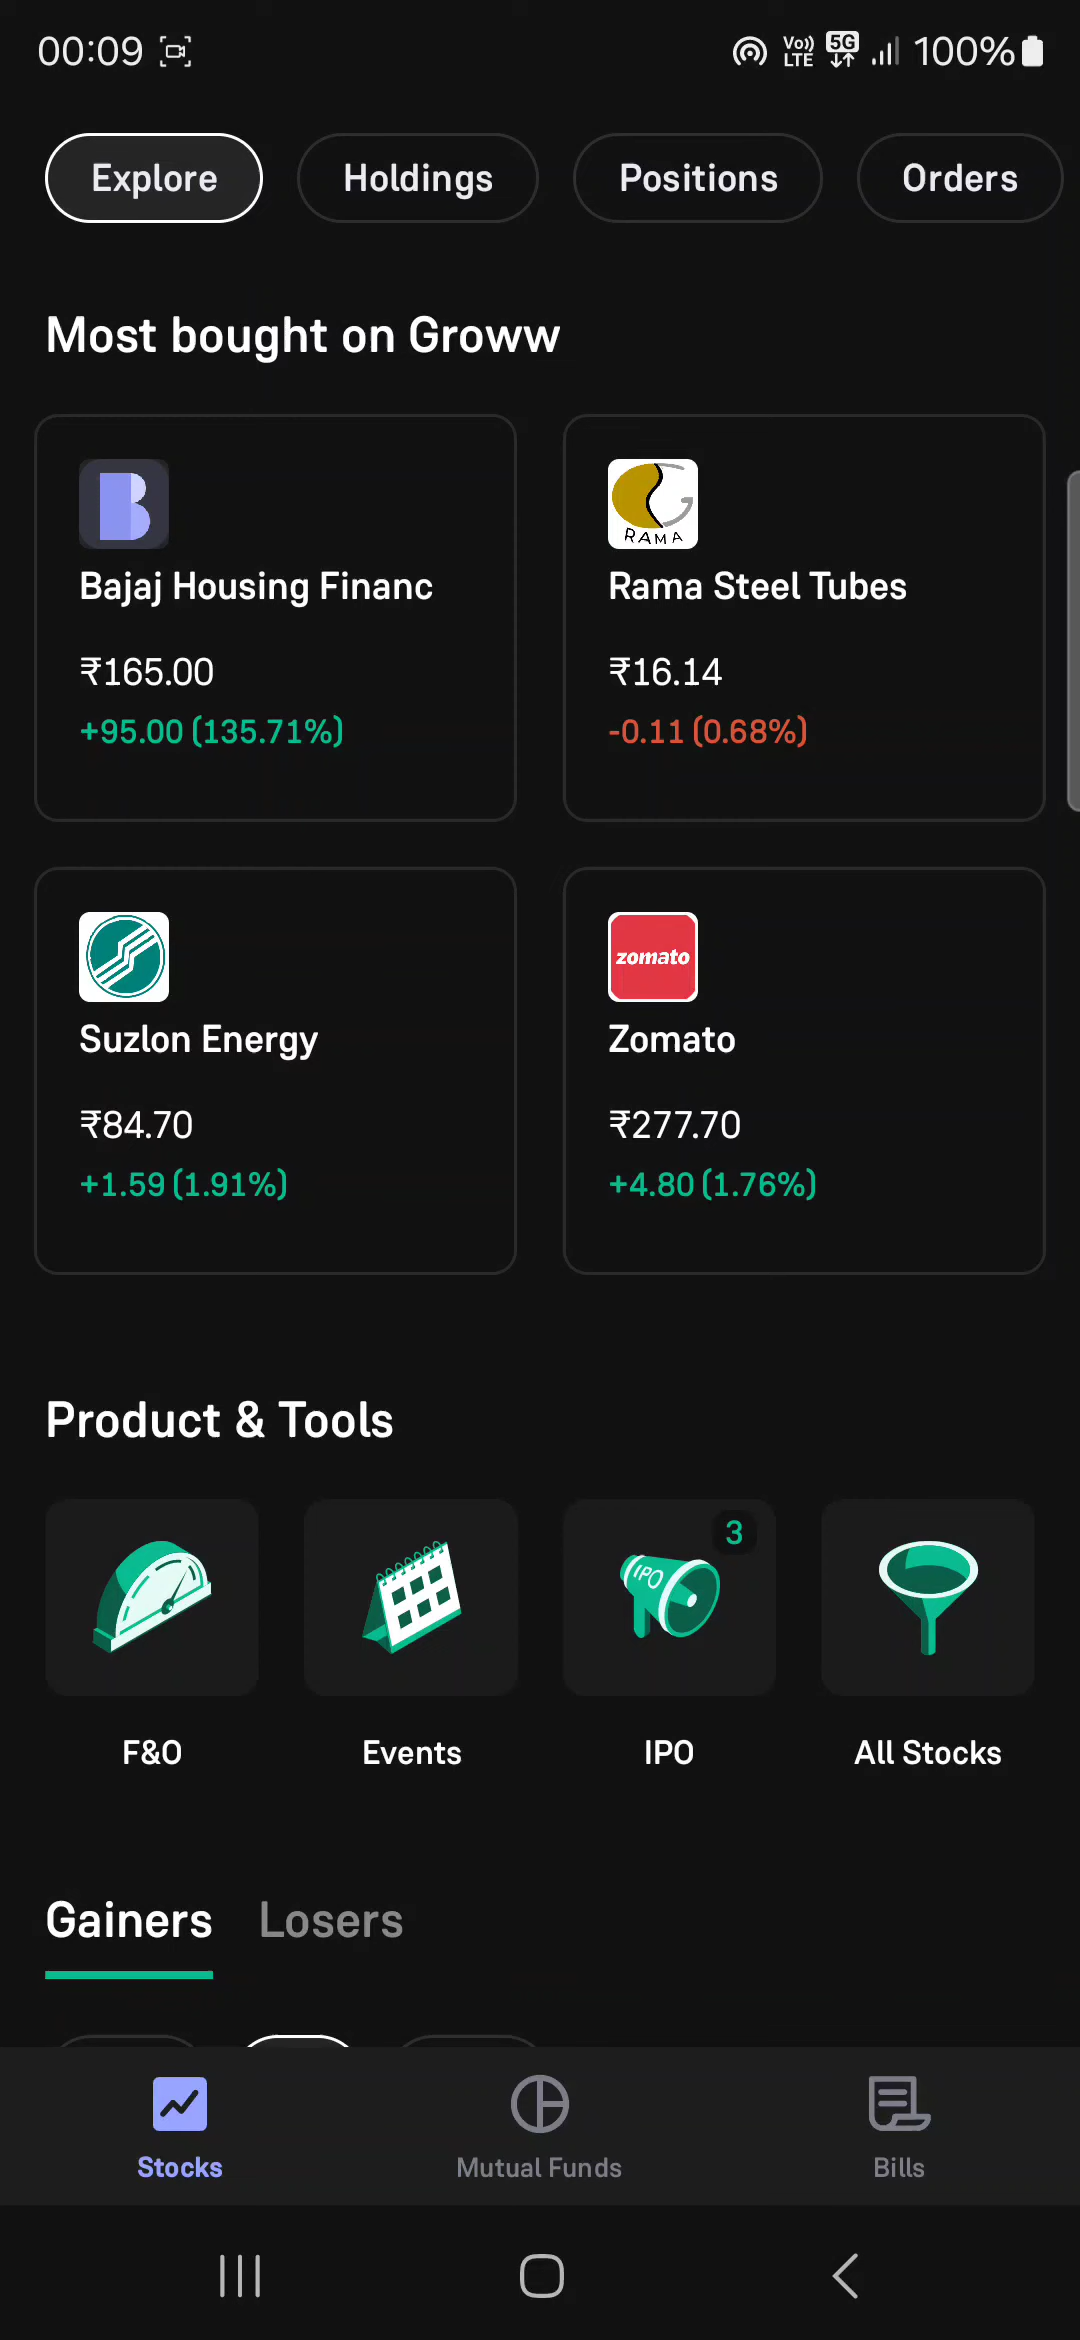 00:09 Vo)) LTE 5G 100%
Explore Holdings Positions Orders
Most bought on Groww
RAMA
Bajaj Housing Financ Rama Steel Tubes
₹165.00 ₹16.14
+95.00 (135.71%) -0.11 (0.68%)
zomato
Suzlon Energy Zomato
₹84.70 ₹277.70
+1.59 (1.91%) +4.80 (1.76%)
Product & Tools
3
IPO
F&O Events IPO All Stocks
Gainers Losers
Stocks Mutual Funds Bills